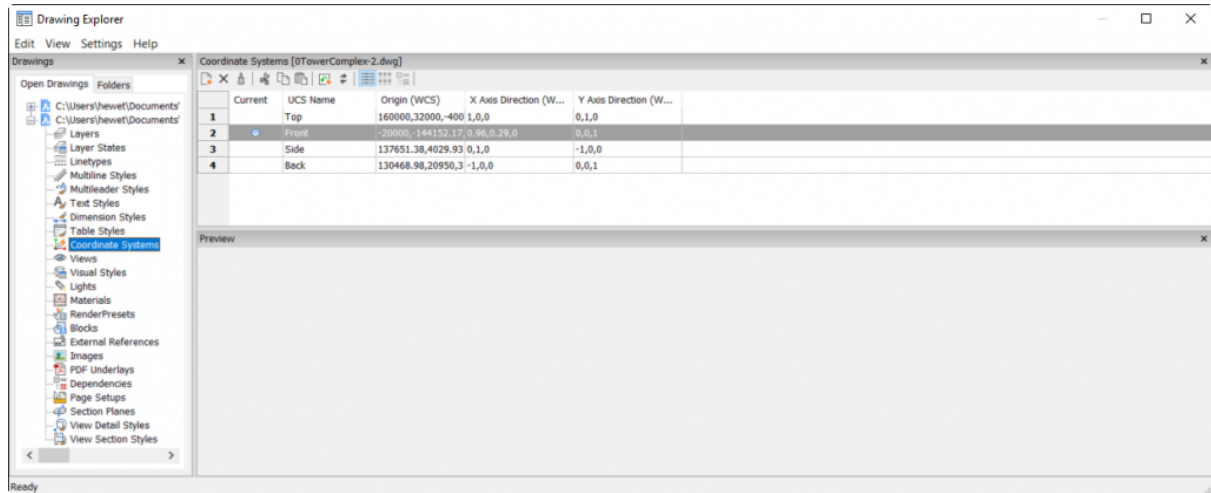 Drawing Explorer
Edit View Settings Help
Drawings
Open Drawings Folders
C:\Users\hewet\Documents'
C:\Users\hewet\Documents'
Layers
Layer States
Linetypes
Multiline Styles
Multileader Styles
Text Styles
Dimension Styles
Table Styles
Coordinate Systems
Views
Visual Styles
Lights
Materials
RenderPresets
Blocks
External References
Images
PDF Underlays
Dependencies
Page Setups
Section Planes
View Detail Styles
View Section Styles
Coordinate Systems [0TowerComplex-2.dwg]
Current UCS Name Origin (WCS) X Axis Direction (W... Y Axis Direction (W...
1 Top 160000,32000,-400 1,0,0 0,1,0
2 Front -20000,-144152.17, 0.96,0.29,0 0,0,1
3 Side 137651.38,4029.93 0,1,0 -1,0,0
4 Back 130468.98,20950,3 -1,0,0 0,0,1
Preview
Ready